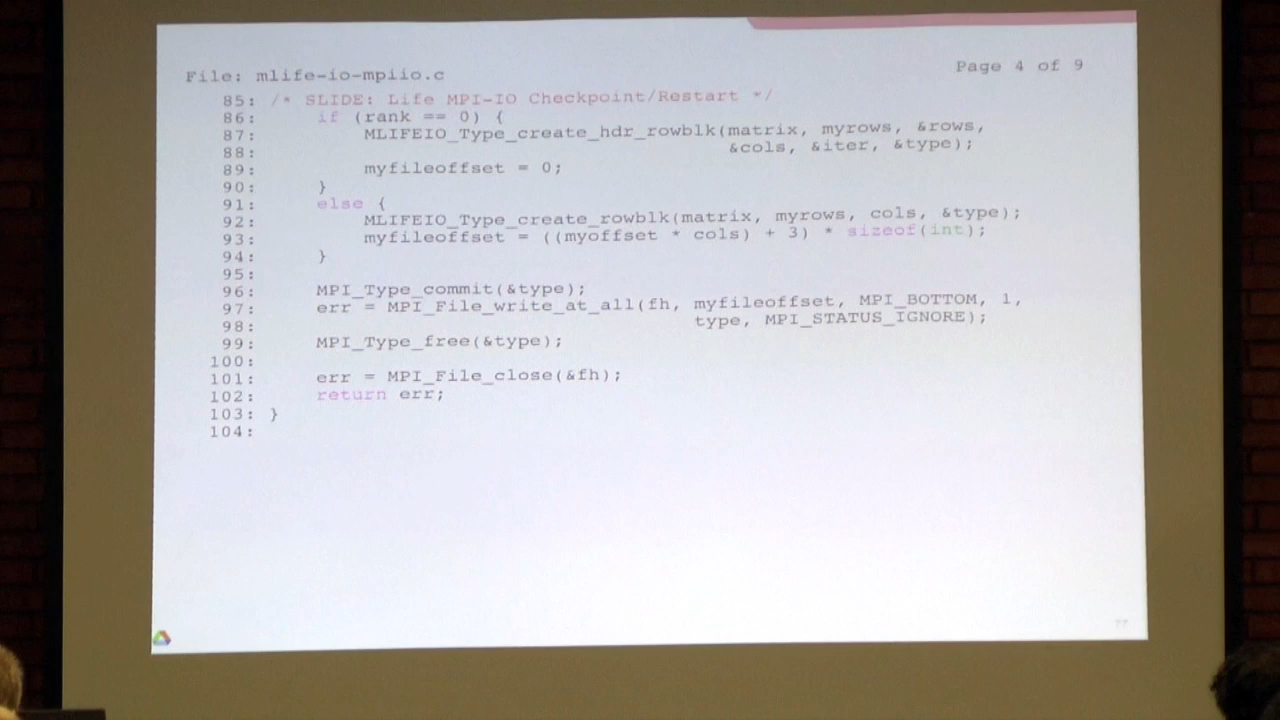 File: mlife-io-mpiio.c
Page 4 of 9
85: /* SLIDE: Life MPI-IO Checkpoint/Restart */
86: if (rank == 0) {
87: MLIFEIO_Type_create_hdr_rowblk(matrix, myrows, &rows,
88: &cols, &iter, &type);
89: myfileoffset = 0;
90: }
91: else {
92: MLIFEIO_Type_create_rowblk(matrix, myrows, cols, &type);
93: myfileoffset = ((myoffset * cols) + 3) * sizeof(int);
94: }
95:
96: MPI_Type_commit(&type);
97: err = MPI_File_write_at_all(fh, myfileoffset, MPI_BOTTOM, 1,
98: type, MPI_STATUS_IGNORE);
99: MPI_Type_free(&type);
100:
101: err = MPI_File_close(&fh);
102: return err;
103: }
104: